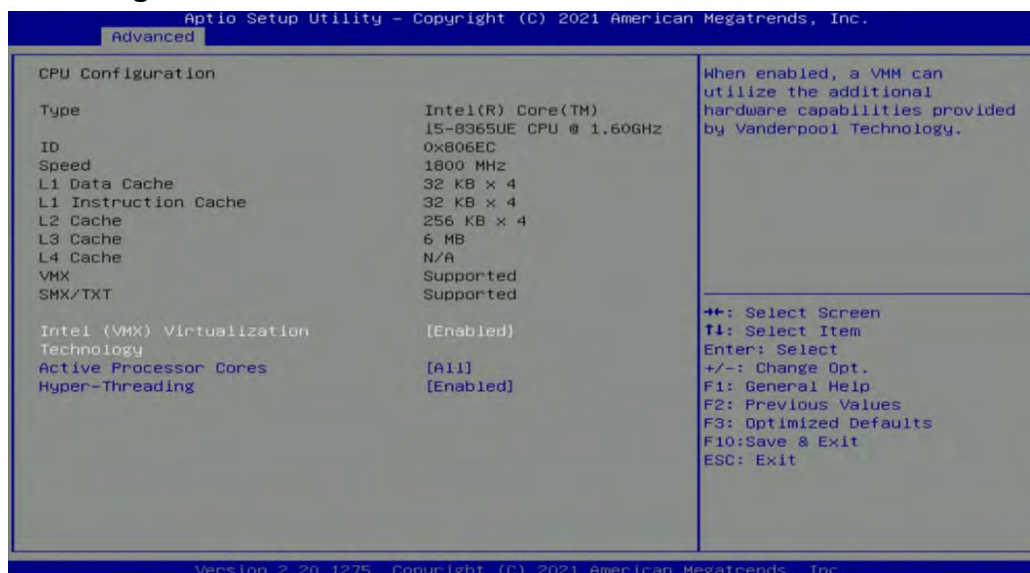 Aptio Setup Utility – Copyright (C) 2021 American Megatrends, Inc.
Advanced
CPU Configuration
Type Intel(R) Core(TM)
i5-8365UE CPU @ 1.60GHz
ID 0x806EC
Speed 1800 MHz
L1 Data Cache 32 KB x 4
L1 Instruction Cache 32 KB x 4
L2 Cache 256 KB x 4
L3 Cache 6 MB
L4 Cache N/A
VMX Supported
SMX/TXT Supported
Intel (VMX) Virtualization [Enabled]
Technology
Active Processor Cores [All]
Hyper-Threading [Enabled]
When enabled, a VMM can
utilize the additional
hardware capabilities provided
by Vanderpool Technology.
→←: Select Screen
↑↓: Select Item
Enter: Select
+/-: Change Opt.
F1: General Help
F2: Previous Values
F3: Optimized Defaults
F10:Save & Exit
ESC: Exit
Version 2.20.1275. Copyright (C) 2021 American Megatrends, Inc.